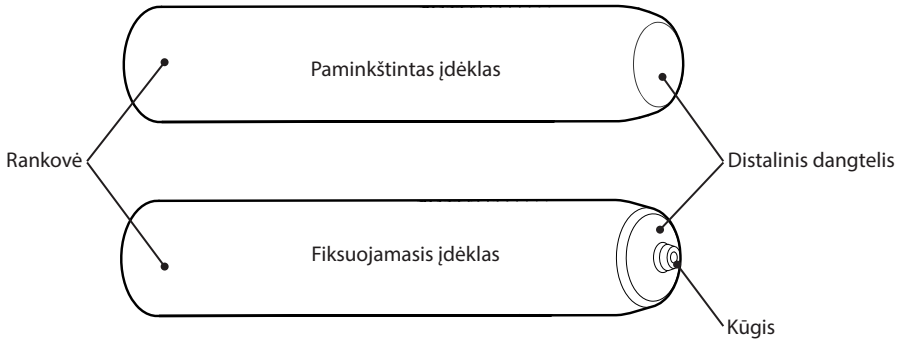 Paminkštintas įdėklas
Rankovė
Distalinis dangtelis
Fiksuojamasis įdėklas
Kūgis